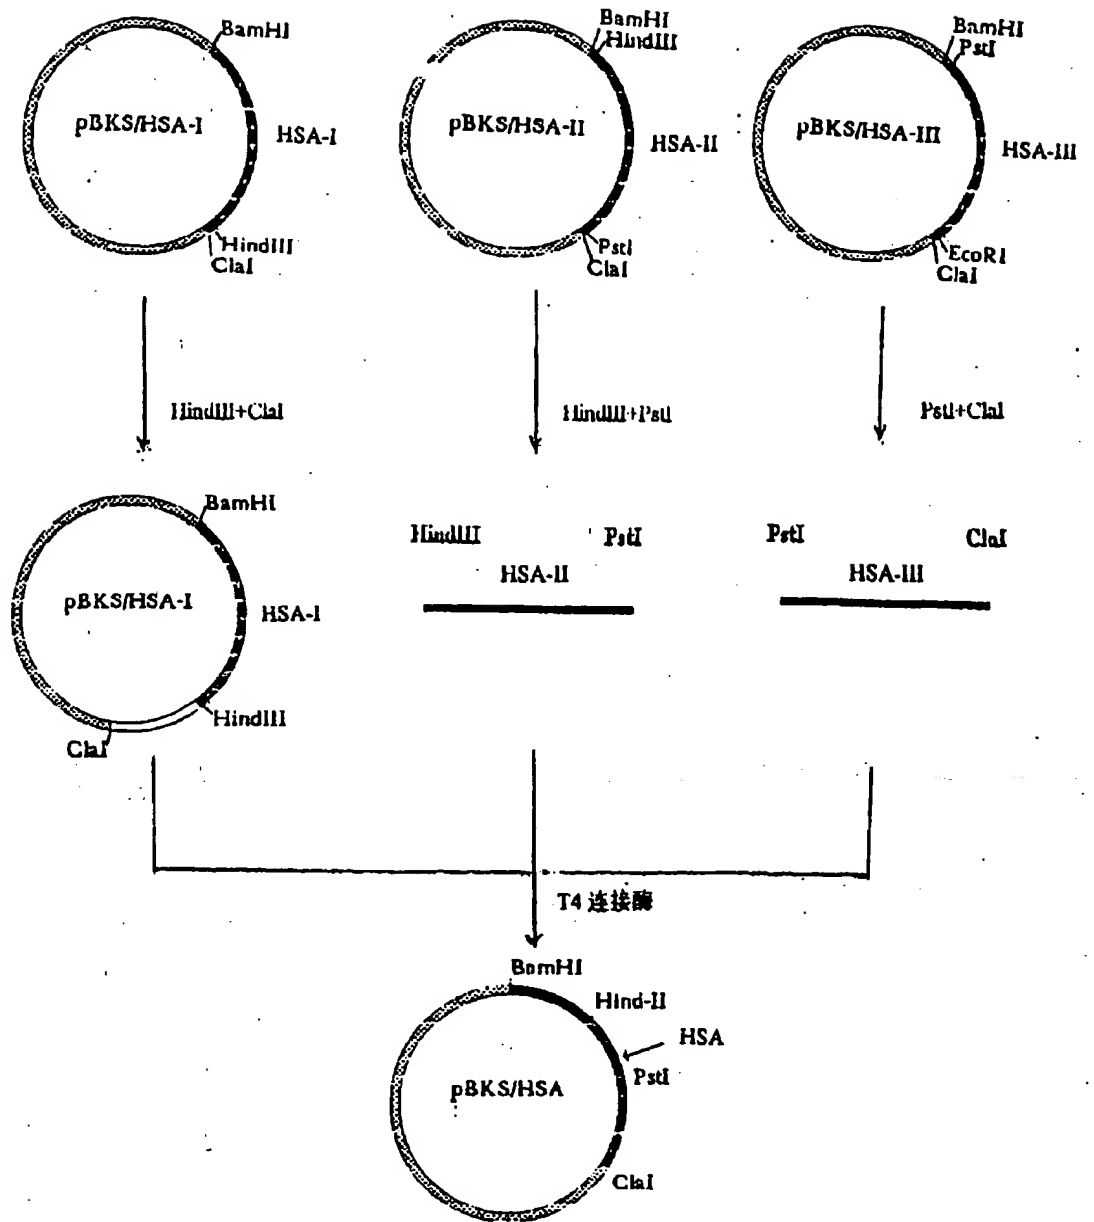 BamHI
pBKS/HSA-I
HSA-I
HindIII
ClaI
BamHI
HindIII
pBKS/HSA-II
HSA-II
PstI
ClaI
BamHI
PstI
pBKS/HSA-III
HSA-III
EcoRI
ClaI
HindIII+ClaI
HindIII+PstI
PstI+ClaI
BamHI
pBKS/HSA-I
HSA-I
HindIII
ClaI
HindIII PstI
HSA-II
PstI ClaI
HSA-III
T4 连接酶
BamHI
Hind-II
HSA
PstI
pBKS/HSA
ClaI